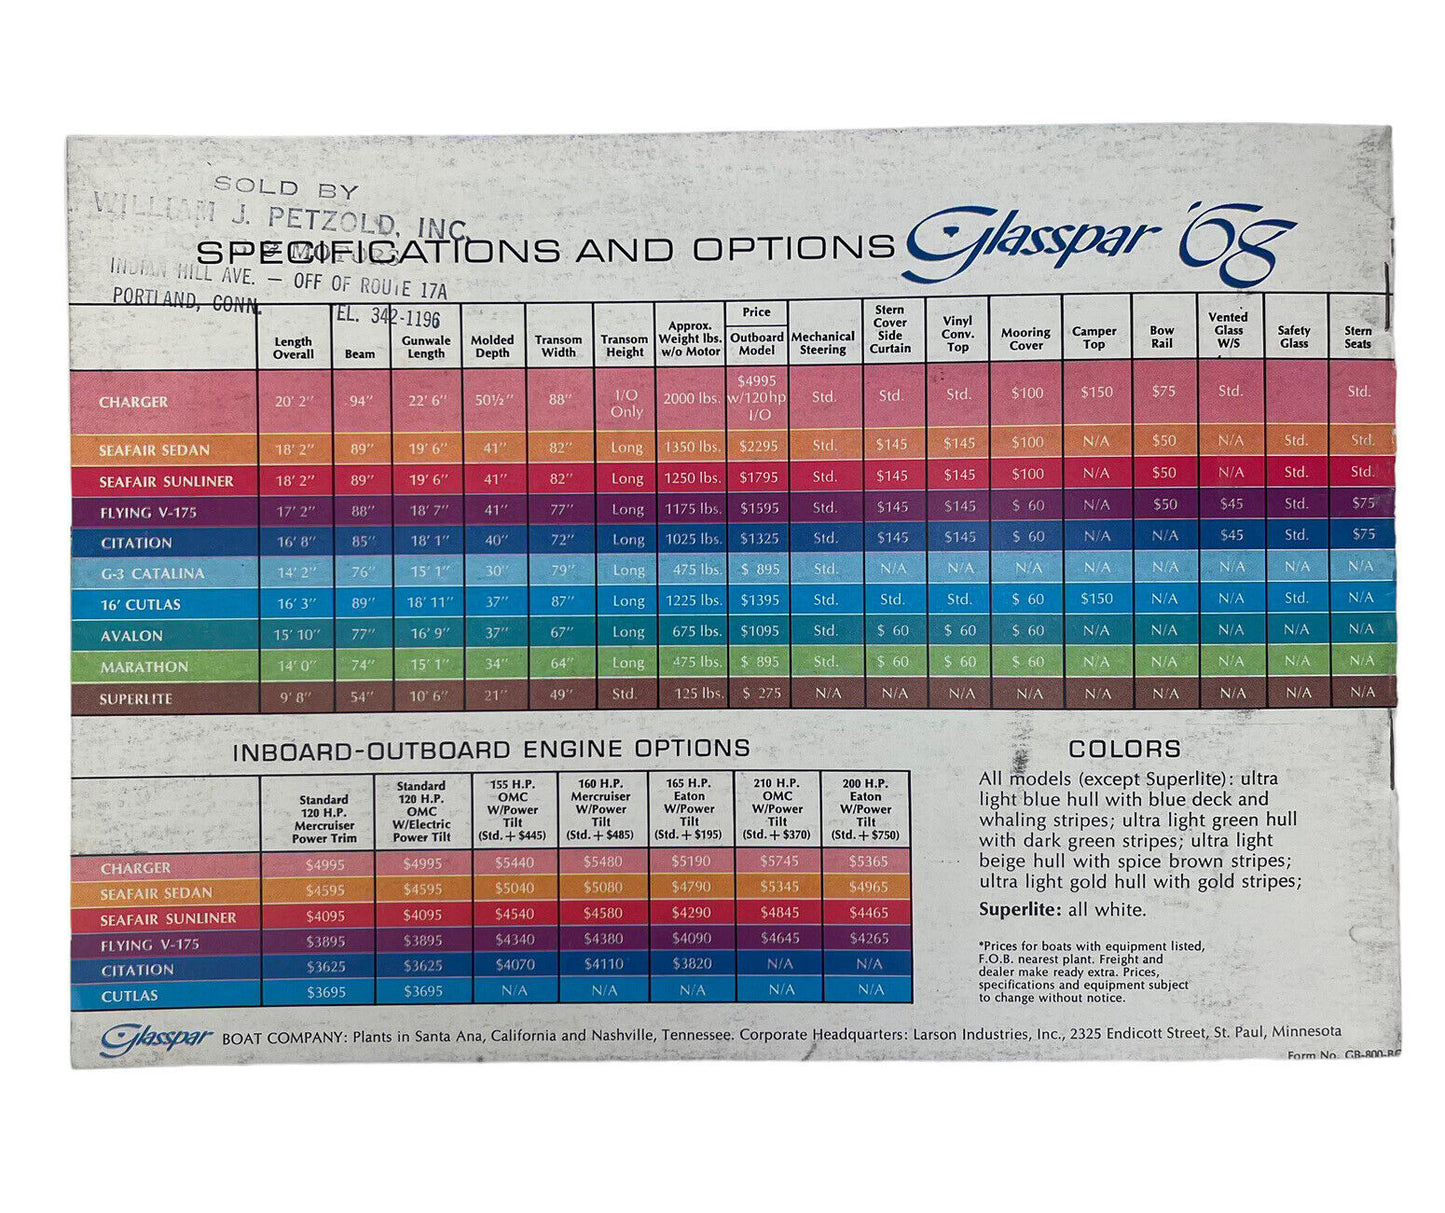 SOLD BY
WILLIAM J. PETZOLD, INC.
MOTORS
INDIAN HILL AVE. — OFF OF ROUTE 17A
PORTLAND, CONN. TEL. 342-1196
SPECIFICATIONS AND OPTIONS Glasspar '68
Length Overall | Beam | Gunwale Length | Molded Depth | Transom Width | Transom Height | Approx. Weight lbs. w/o Motor | Price Outboard Model | Mechanical Steering | Stern Cover Side Curtain | Vinyl Conv. Top | Mooring Cover | Camper Top | Bow Rail | Vented Glass W/S | Safety Glass | Stern Seats
CHARGER 20' 2" 94" 22' 6" 50½" 88" I/O Only 2000 lbs. $4995 w/120hp I/O Std. Std. Std. $100 $150 $75 Std. Std.
SEAFAIR SEDAN 18' 2" 89" 19' 6" 41" 82" Long 1350 lbs. $2295 Std. $145 $145 $100 N/A $50 N/A Std. Std.
SEAFAIR SUNLINER 18' 2" 89" 19' 6" 41" 82" Long 1250 lbs. $1795 Std. $145 $145 $100 N/A $50 N/A Std. Std.
FLYING V-175 17' 2" 88" 18' 7" 41" 77" Long 1175 lbs. $1595 Std. $145 $145 $ 60 N/A $50 $45 Std. $75
CITATION 16' 8" 85" 18' 1" 40" 72" Long 1025 lbs. $1325 Std. $145 $145 $ 60 N/A N/A $45 Std. $75
G-3 CATALINA 14' 2" 76" 15' 1" 30" 79" Long 475 lbs. $ 895 Std. N/A N/A N/A N/A N/A N/A N/A N/A
16' CUTLAS 16' 3" 89" 18' 11" 37" 87" Long 1225 lbs. $1395 Std. Std. Std. $ 60 $150 N/A N/A Std. N/A
AVALON 15' 10" 77" 16' 9" 37" 67" Long 675 lbs. $1095 Std. $ 60 $ 60 $ 60 N/A N/A N/A N/A N/A
MARATHON 14' 0" 74" 15' 1" 34" 64" Long 475 lbs. $ 895 Std. $ 60 $ 60 $ 60 N/A N/A N/A N/A N/A
SUPERLITE 9' 8" 54" 10' 6" 21" 49" Std. 125 lbs. $ 275 N/A N/A N/A N/A N/A N/A N/A N/A N/A
INBOARD-OUTBOARD ENGINE OPTIONS
Standard 120 H.P. Mercruiser Power Trim | Standard 120 H.P. OMC W/Electric Power Tilt | 155 H.P. OMC W/Power Tilt (Std. + $445) | 160 H.P. Mercruiser W/Power Tilt (Std. + $485) | 165 H.P. Eaton W/Power Tilt (Std. + $195) | 210 H.P. OMC W/Power Tilt (Std. + $370) | 200 H.P. Eaton W/Power Tilt (Std. + $750)
CHARGER $4995 $4995 $5440 $5480 $5190 $5745 $5365
SEAFAIR SEDAN $4595 $4595 $5040 $5080 $4790 $5345 $4965
SEAFAIR SUNLINER $4095 $4095 $4540 $4580 $4290 $4845 $4465
FLYING V-175 $3895 $3895 $4340 $4380 $4090 $4645 $4265
CITATION $3625 $3625 $4070 $4110 $3820 N/A N/A
CUTLAS $3695 $3695 N/A N/A N/A N/A N/A
COLORS
All models (except Superlite): ultra
light blue hull with blue deck and
whaling stripes; ultra light green hull
with dark green stripes; ultra light
beige hull with spice brown stripes;
ultra light gold hull with gold stripes;
Superlite: all white.
*Prices for boats with equipment listed,
F.O.B. nearest plant. Freight and
dealer make ready extra. Prices,
specifications and equipment subject
to change without notice.
Glasspar BOAT COMPANY: Plants in Santa Ana, California and Nashville, Tennessee. Corporate Headquarters: Larson Industries, Inc., 2325 Endicott Street, St. Paul, Minnesota
Form No. GB-800-